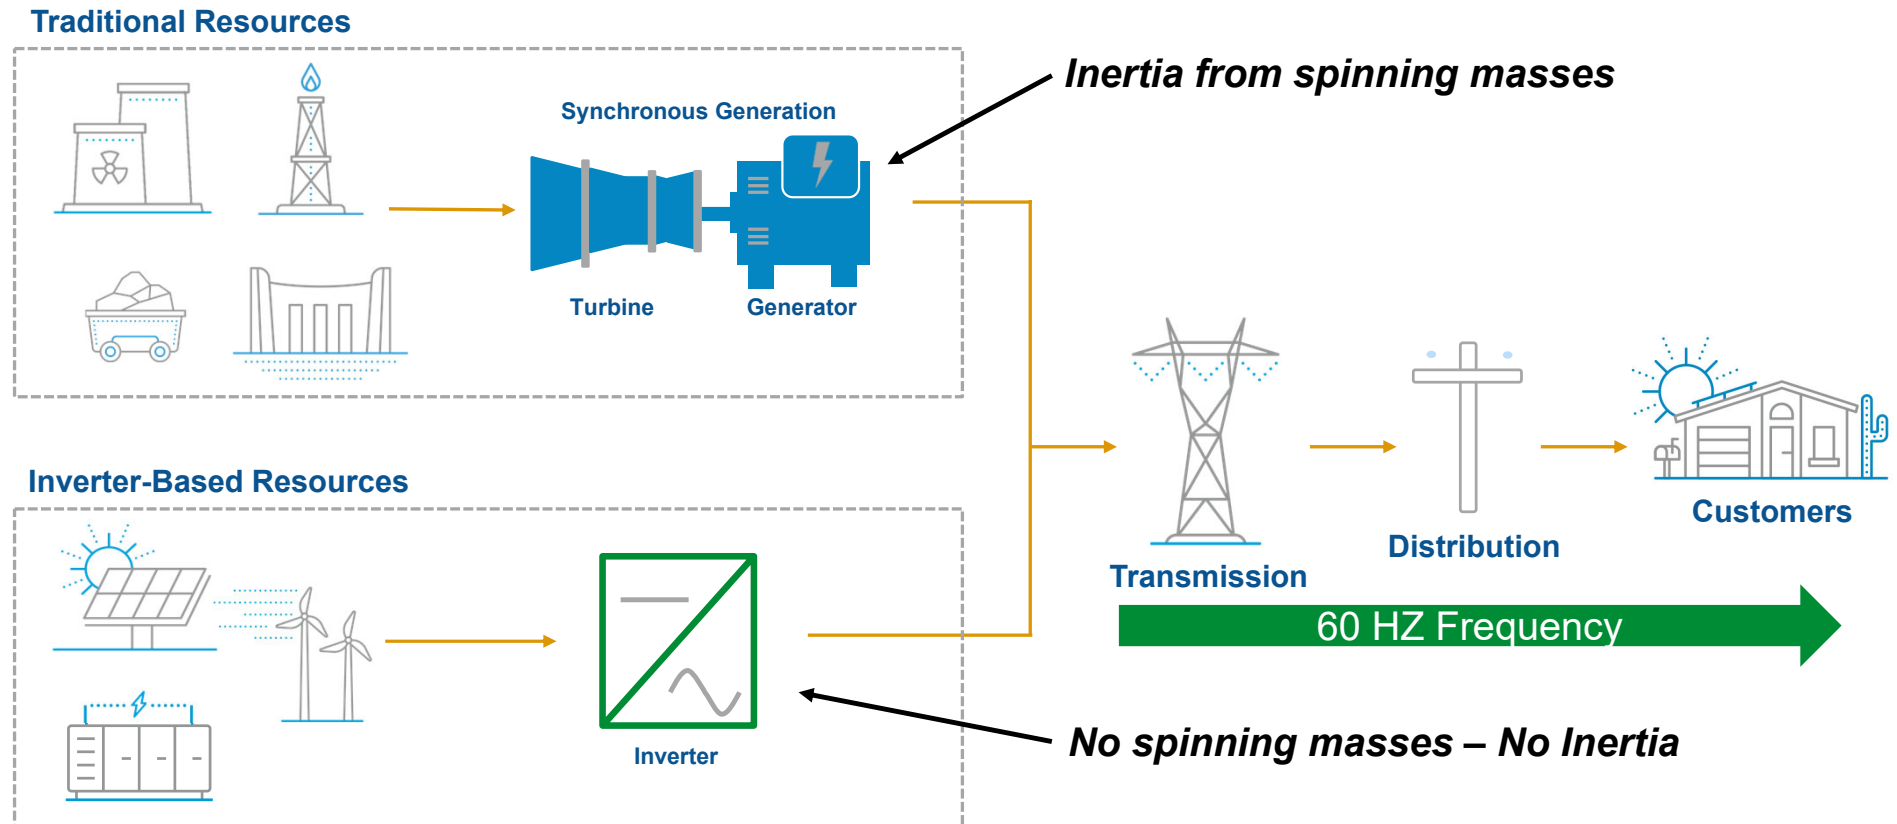 Traditional Resources
Inertia from spinning masses
Synchronous Generation
Turbine
Generator
Inverter-Based Resources
Customers
Distribution
Transmission
60 HZ Frequency
No spinning masses – No Inertia
Inverter